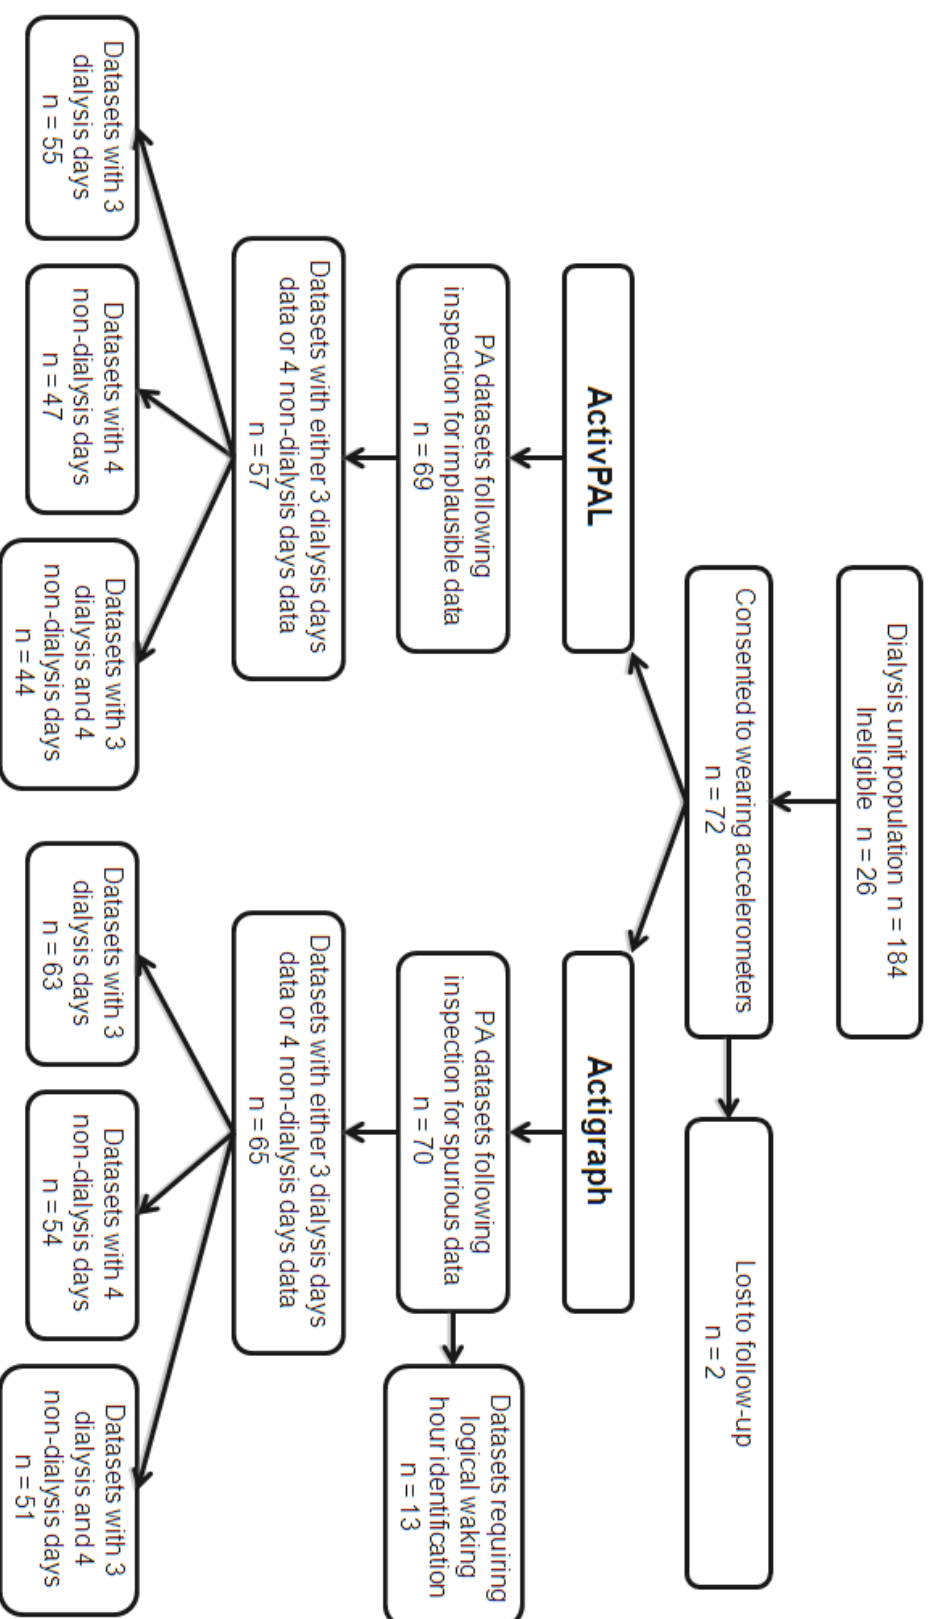 Dialysis unit population n = 184
Ineligible n = 26
Consented to wearing accelerometers
n = 72
Lost to follow-up
n = 2
ActivPAL
Actigraph
PA datasets following
inspection for implausible data
n = 69
PA datasets following
inspection for spurious data
n = 70
Datasets requiring
logical waking
hour identification
n = 13
Datasets with either 3 dialysis days
data or 4 non-dialysis days data
n = 57
Datasets with either 3 dialysis days
data or 4 non-dialysis days data
n = 65
Datasets with 3
dialysis days
n = 55
Datasets with 4
non-dialysis days
n = 47
Datasets with 3
dialysis and 4
non-dialysis days
n = 44
Datasets with 3
dialysis days
n = 63
Datasets with 4
non-dialysis days
n = 54
Datasets with 3
dialysis and 4
non-dialysis days
n = 51